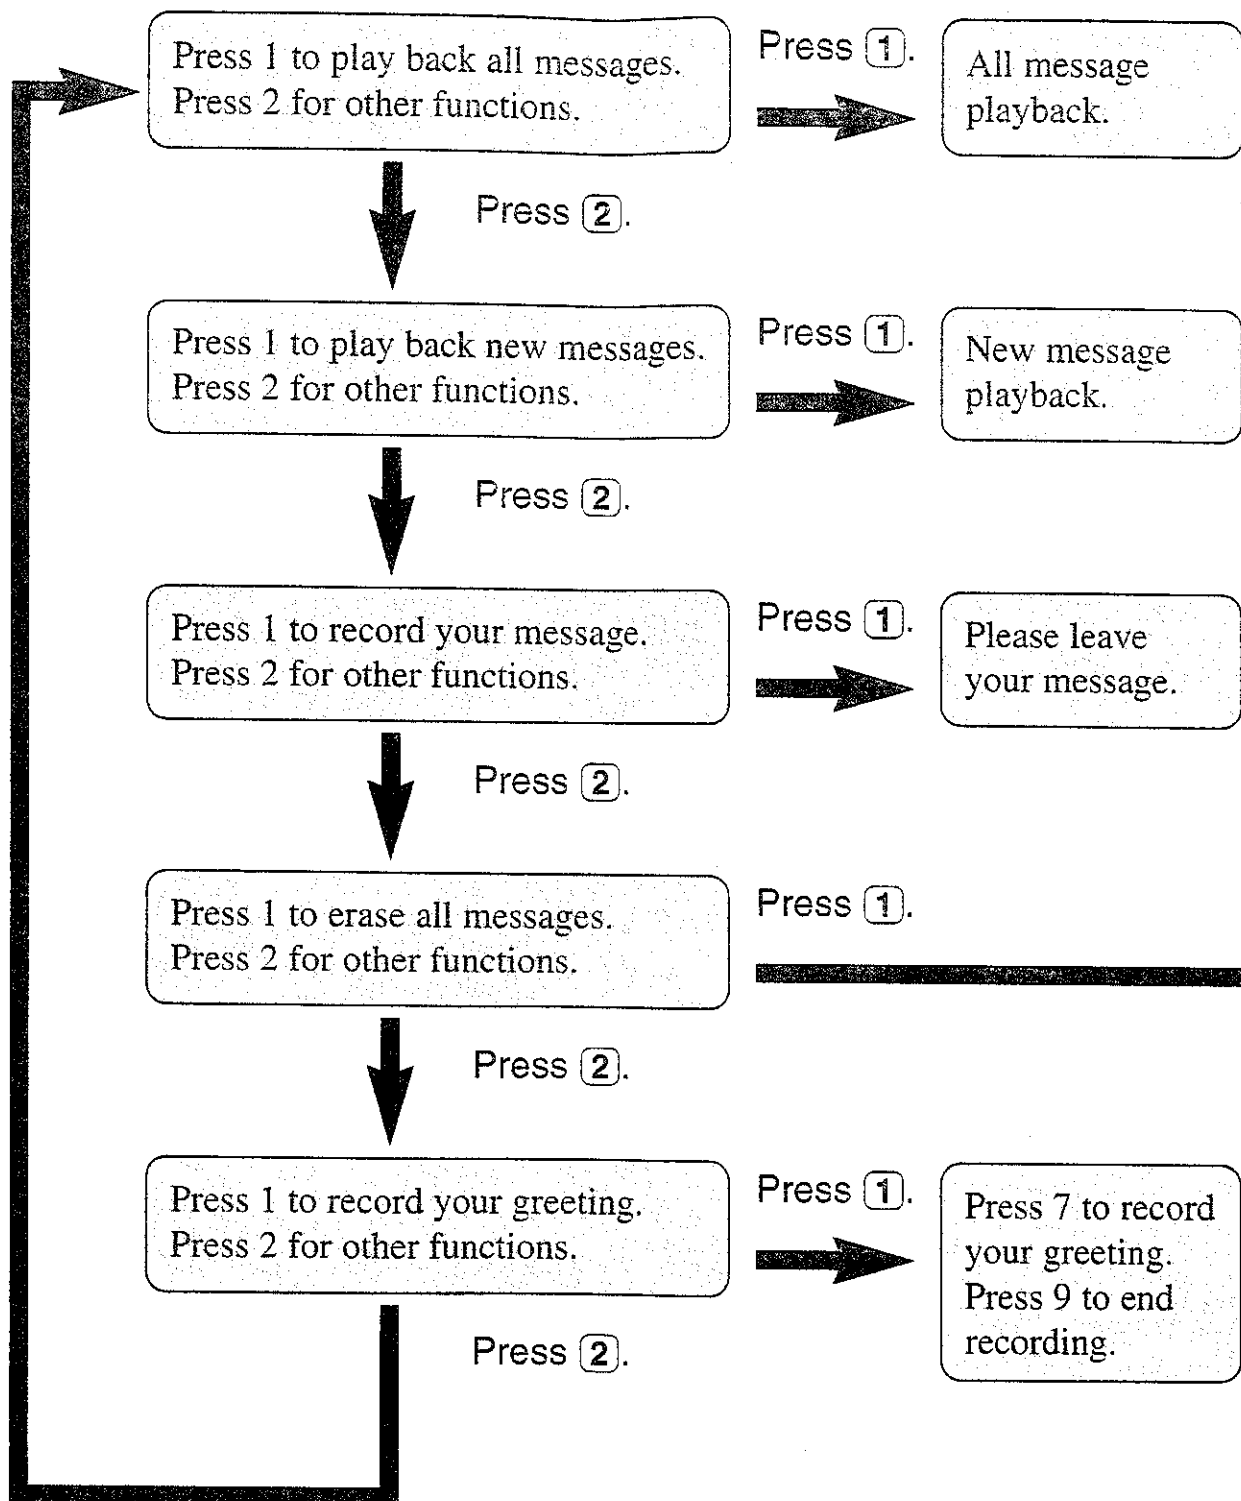 Press 1 to play back all messages.
Press 2 for other functions.
Press 1.
All message
playback.
Press 2.
Press 1 to play back new messages.
Press 2 for other functions.
Press 1.
New message
playback.
Press 2.
Press 1 to record your message.
Press 2 for other functions.
Press 1.
Please leave
your message.
Press 2.
Press 1 to erase all messages.
Press 2 for other functions.
Press 1.
Press 2.
Press 1 to record your greeting.
Press 2 for other functions.
Press 1.
Press 7 to record
your greeting.
Press 9 to end
recording.
Press 2.